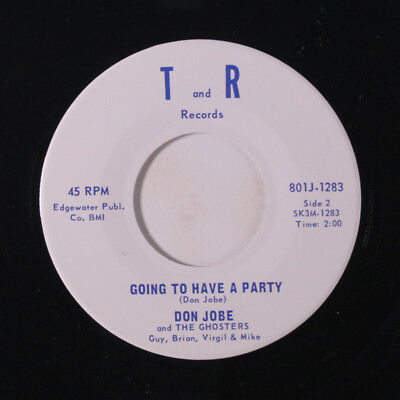 T and R
Records
45 RPM
Edgewater Publ.
Co. BMI
801J-1283
Side 2
SK3M-1283
Time: 2:00
GOING TO HAVE A PARTY
(Don Jobe)
DON JOBE
and THE GHOSTERS
Guy, Brian, Virgil & Mike